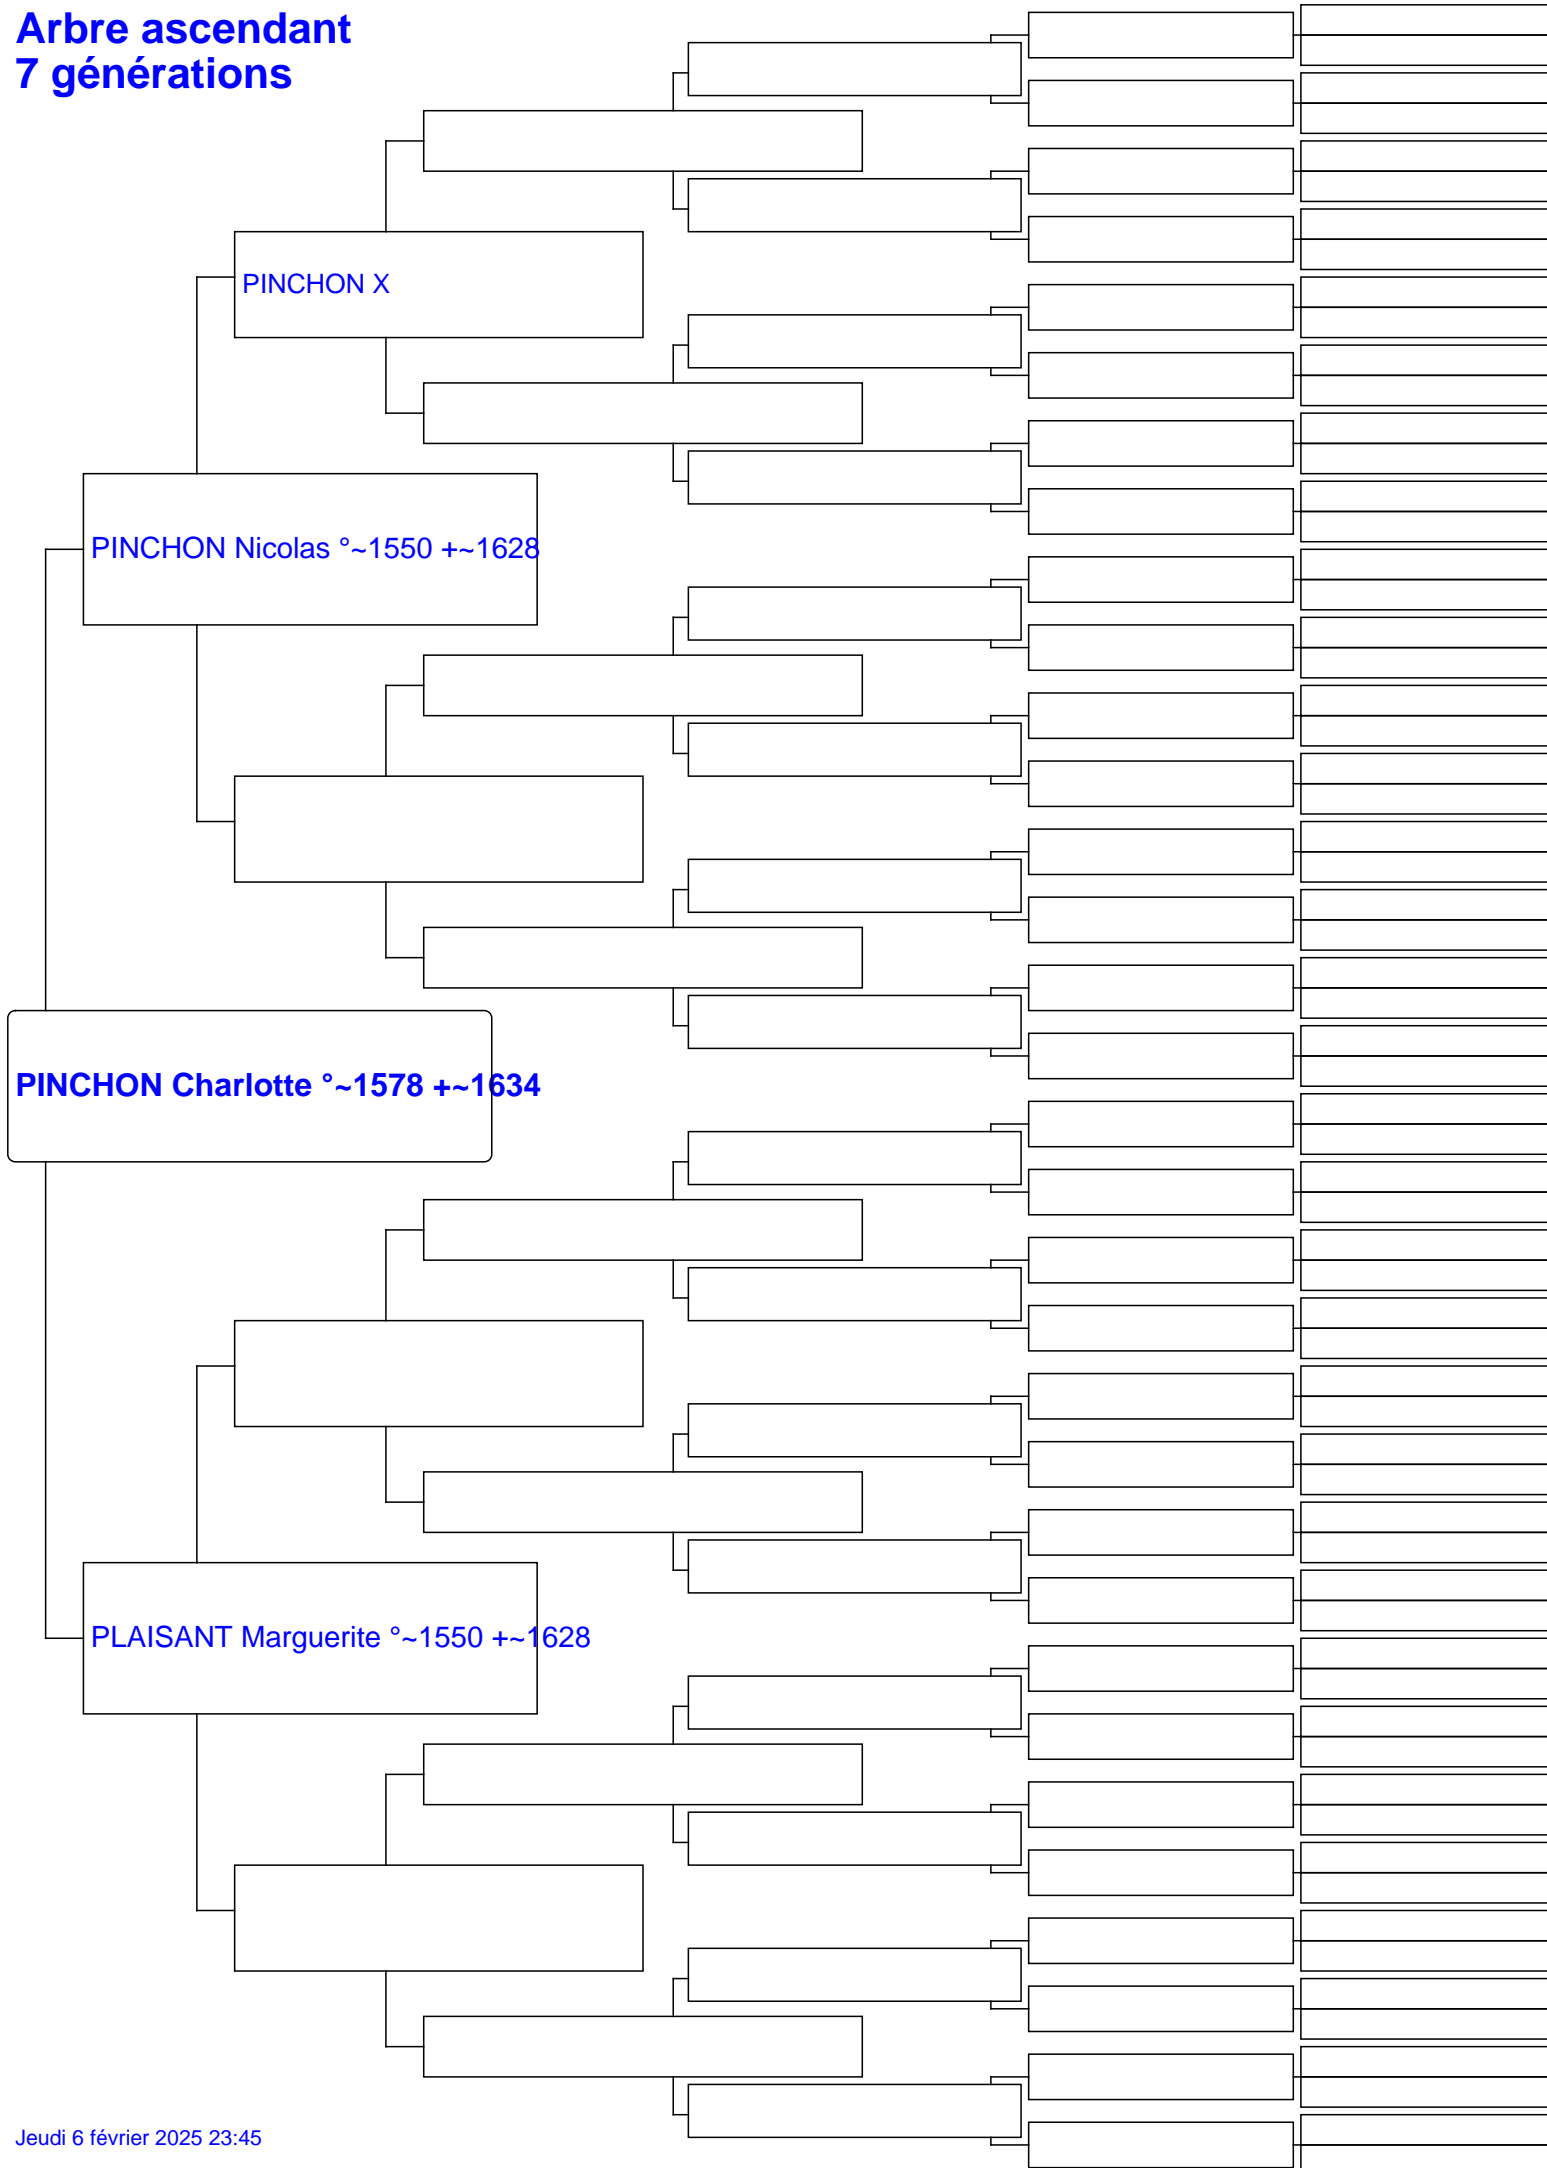 Arbre ascendant
7 générations
PINCHON X
PINCHON Nicolas °~1550 +~1628
PINCHON Charlotte °~1578 +~1634
PLAISANT Marguerite °~1550 +~1628
Jeudi 6 février 2025 23:45